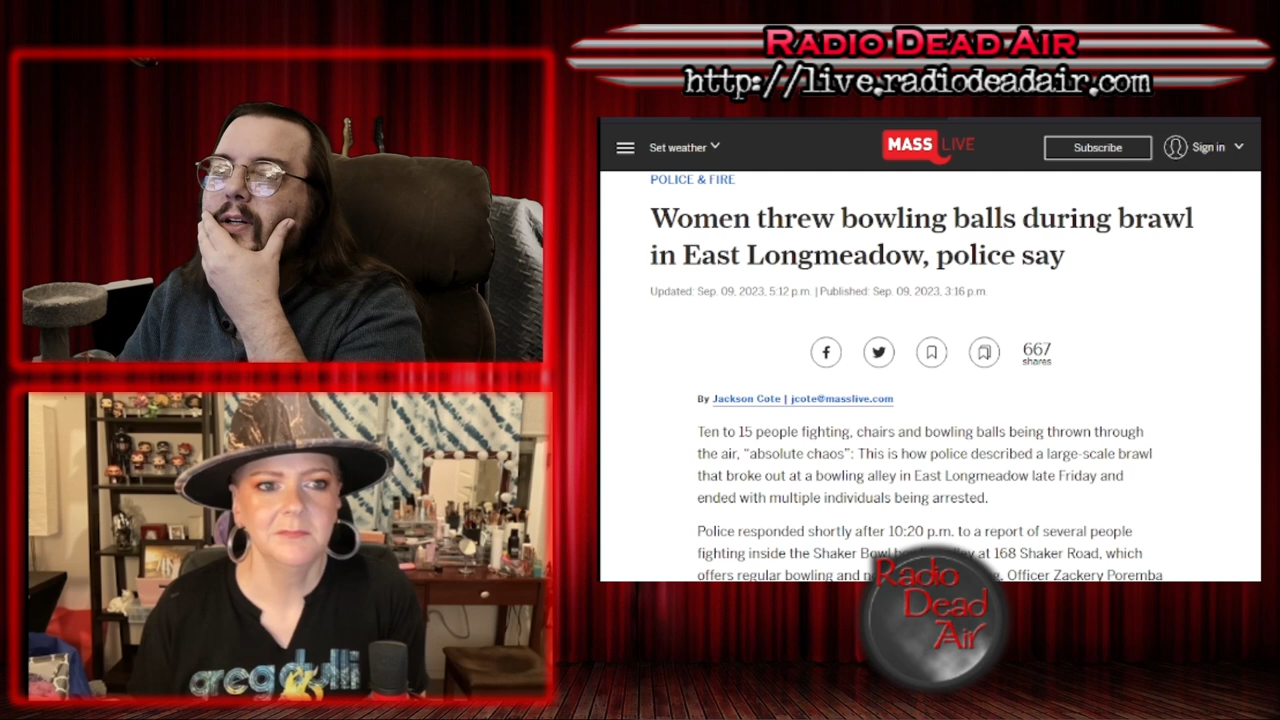 Radio Dead Air
http://live.radiodeadair.com
Set weather
MASS LIVE
Subscribe
Sign in
POLICE & FIRE
Women threw bowling balls during brawl
in East Longmeadow, police say
Updated: Sep. 09, 2023, 5:12 p.m. | Published: Sep. 09, 2023, 3:16 p.m.
667
shares
By Jackson Cote | jcote@masslive.com
Ten to 15 people fighting, chairs and bowling balls being thrown through
the air, “absolute chaos”: This is how police described a large-scale brawl
that broke out at a bowling alley in East Longmeadow late Friday and
ended with multiple individuals being arrested.
Police responded shortly after 10:20 p.m. to a report of several people
fighting inside the Shaker Bowl at 168 Shaker Road, which
offers regular bowling and Officer Zackery Poremba
Radio
Dead
Air
greg dulli